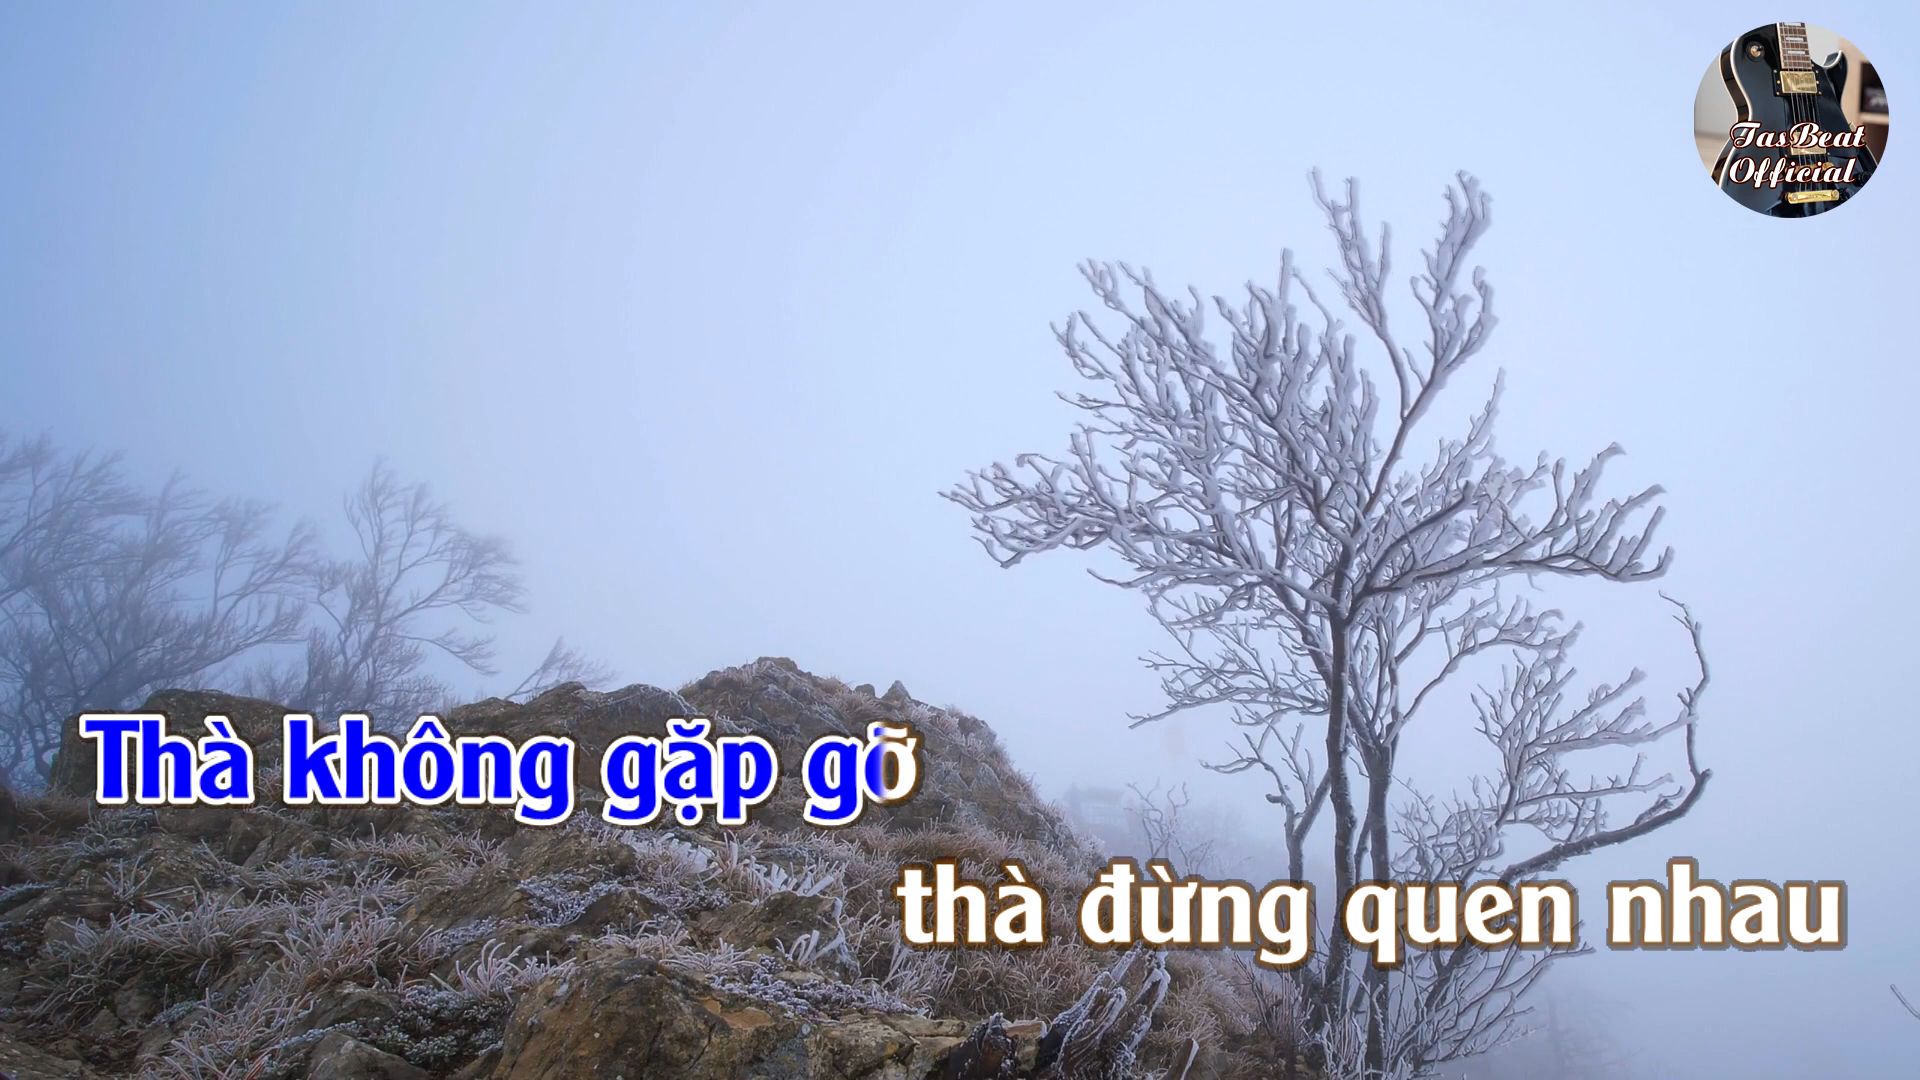 TasBeat
Official
Thà không gặp gỡ
thà đừng quen nhau